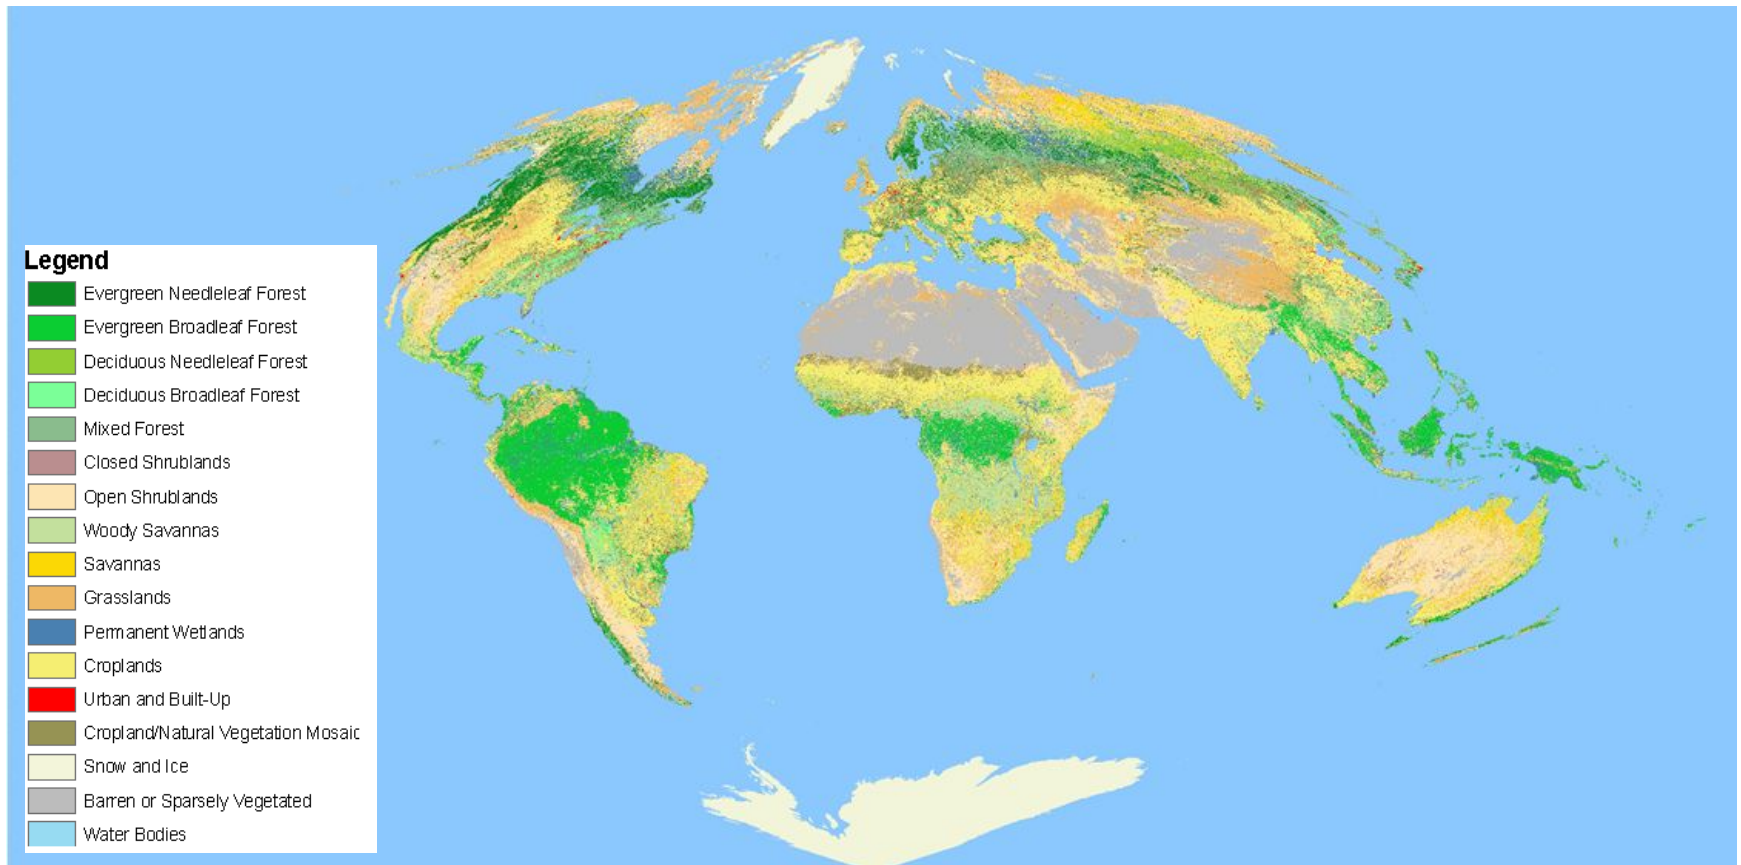 Legend
Evergreen Needleleaf Forest
Evergreen Broadleaf Forest
Deciduous Needleleaf Forest
Deciduous Broadleaf Forest
Mixed Forest
Closed Shrublands
Open Shrublands
Woody Savannas
Savannas
Grasslands
Permanent Wetlands
Croplands
Urban and Built-Up
Cropland/Natural Vegetation Mosaic
Snow and Ice
Barren or Sparsely Vegetated
Water Bodies